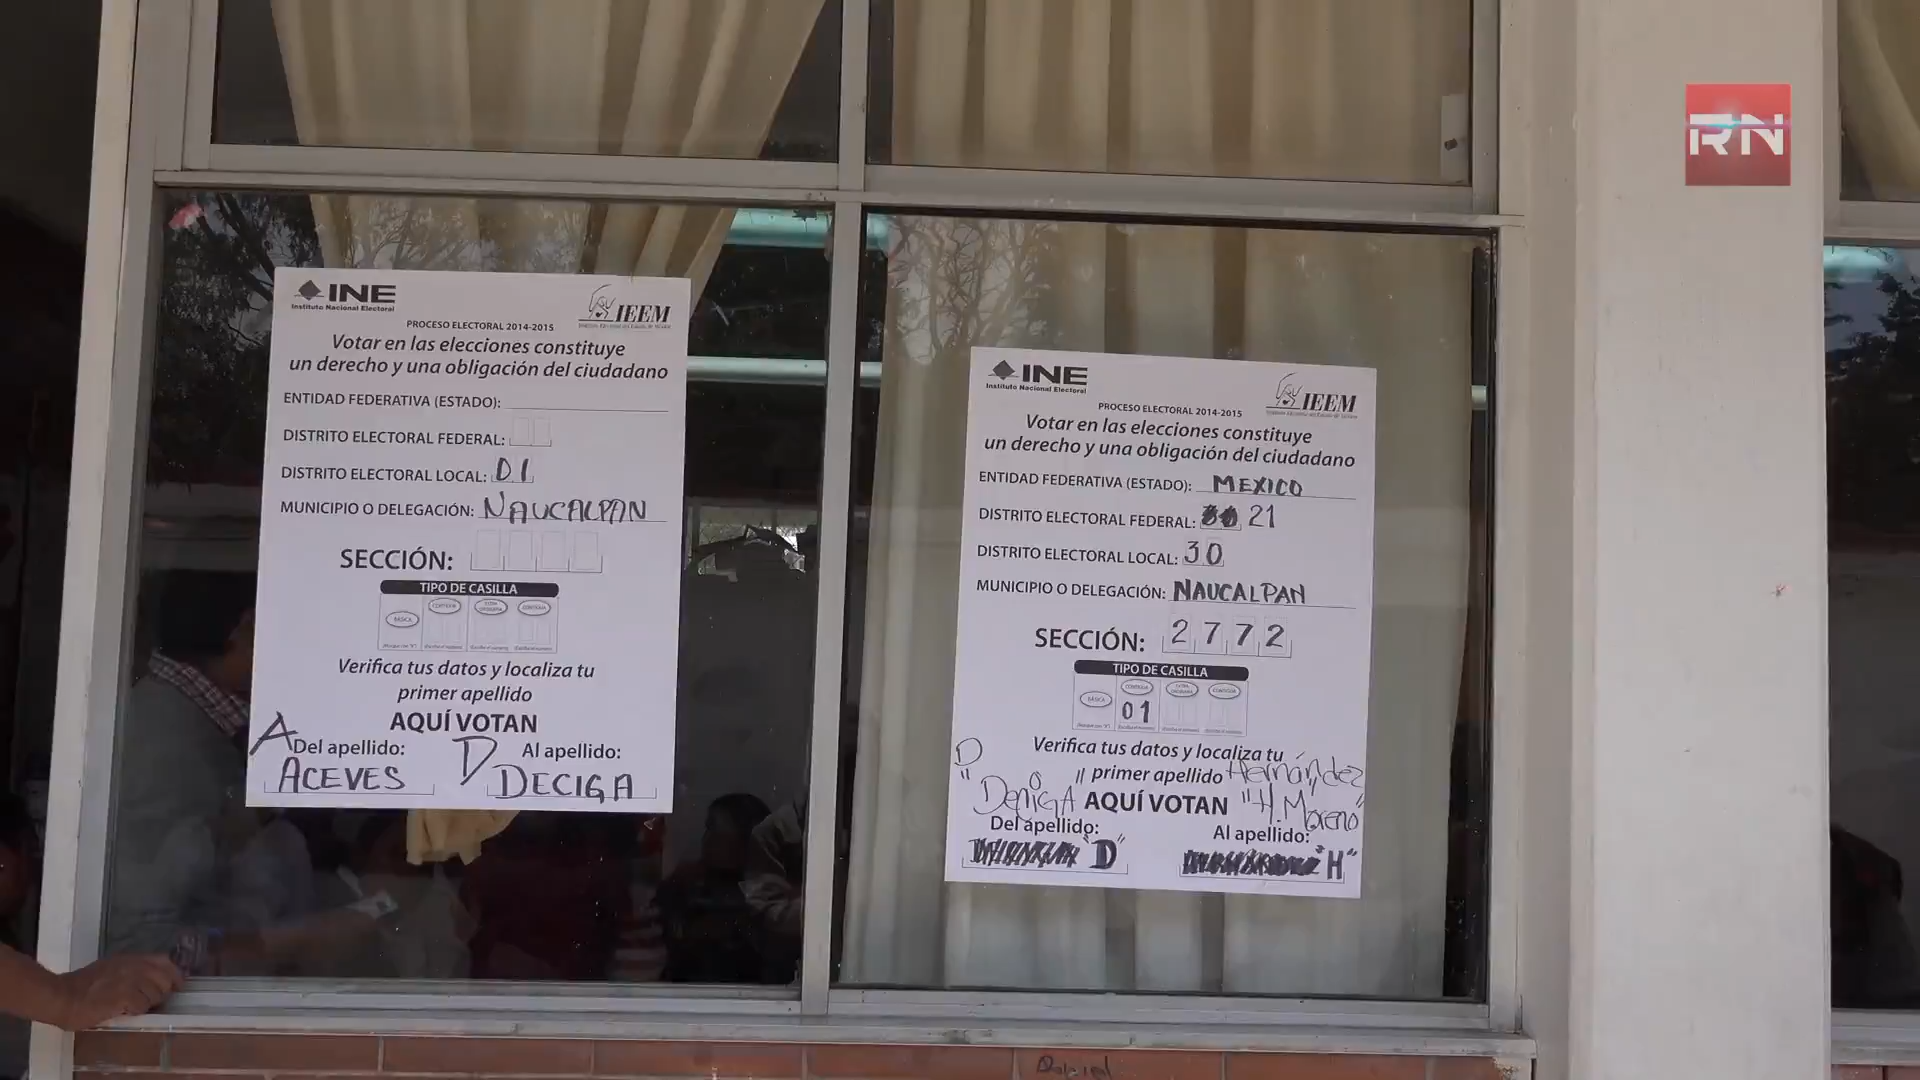 RN
INE
Instituto Nacional Electoral
IEEM
PROCESO ELECTORAL 2014-2015
Votar en las elecciones constituye
un derecho y una obligación del ciudadano
ENTIDAD FEDERATIVA (ESTADO):
DISTRITO ELECTORAL FEDERAL:
DISTRITO ELECTORAL LOCAL: 01
MUNICIPIO O DELEGACIÓN: NAUCALPAN
SECCIÓN:
TIPO DE CASILLA
BÁSICA
Verifica tus datos y localiza tu
primer apellido
AQUÍ VOTAN
A Del apellido: D Al apellido:
ACEVES DECIGA
INE
Instituto Nacional Electoral
IEEM
PROCESO ELECTORAL 2014-2015
Votar en las elecciones constituye
un derecho y una obligación del ciudadano
ENTIDAD FEDERATIVA (ESTADO): MEXICO
DISTRITO ELECTORAL FEDERAL: 21
DISTRITO ELECTORAL LOCAL: 30
MUNICIPIO O DELEGACIÓN: NAUCALPAN
SECCIÓN: 2772
TIPO DE CASILLA
BÁSICA
01
Verifica tus datos y localiza tu
D " " primer apellido Hernández
AQUÍ VOTAN "H. Moreno"
Del apellido: Al apellido:
"D" "H"